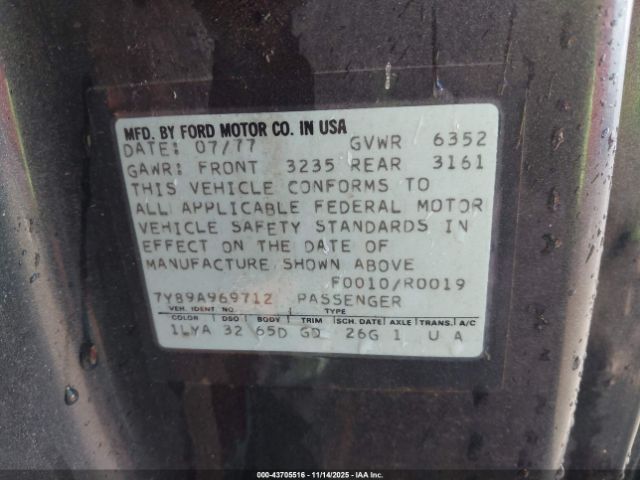 MFD. BY FORD MOTOR CO. IN USA
DATE: 07/77 GVWR 6352
GAWR: FRONT 3235 REAR 3161
THIS VEHICLE CONFORMS TO
ALL APPLICABLE FEDERAL MOTOR
VEHICLE SAFETY STANDARDS IN
EFFECT ON THE DATE OF
MANUFACTURE SHOWN ABOVE
F0010/R0019
7Y89A969712 PASSENGER
VEH. IDENT NO. TYPE
COLOR DSO BODY TRIM SCH. DATE AXLE TRANS. A/C
1LYA 32 65D GD 26G 1 U A
000-43705516 - 11/14/2025 - IAA Inc.